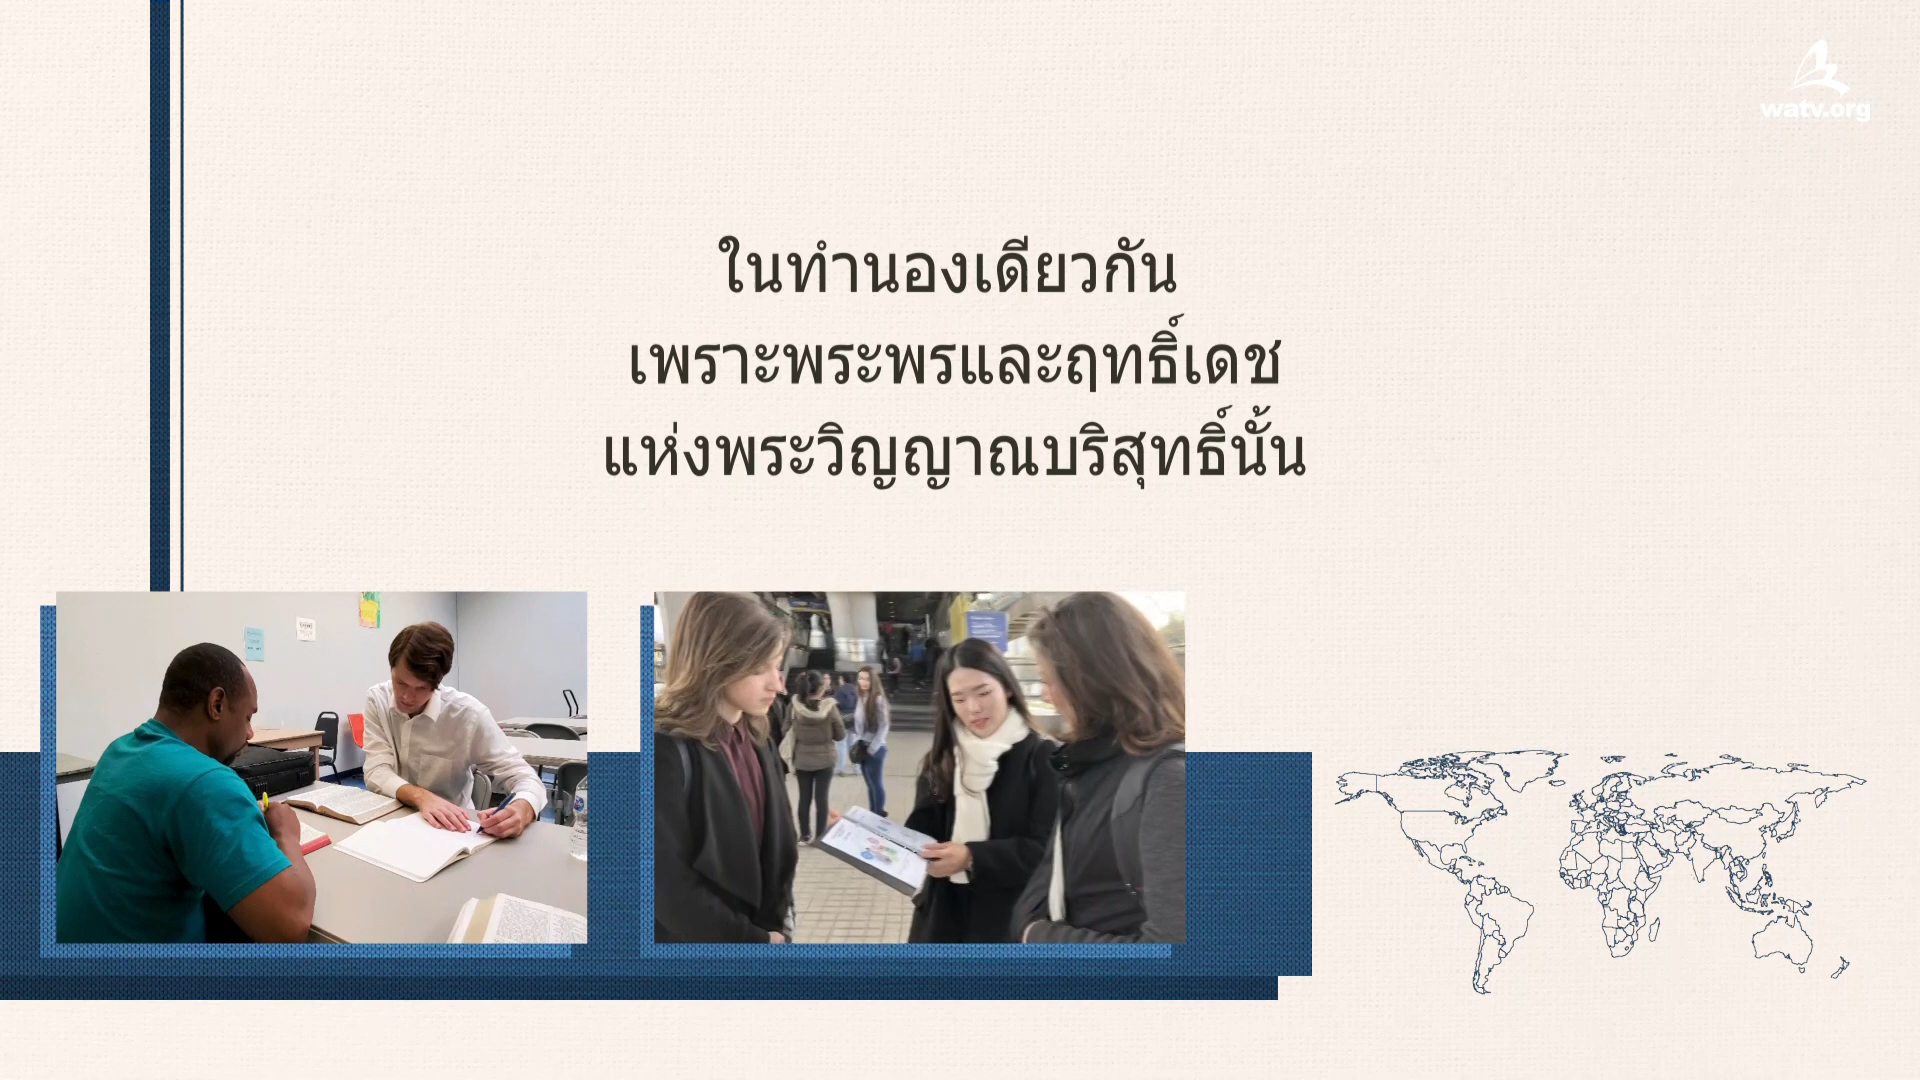 watv.org
ในทำนองเดียวกัน
เพราะพระพรและฤทธิ์เดช
แห่งพระวิญญาณบริสุทธิ์นั้น